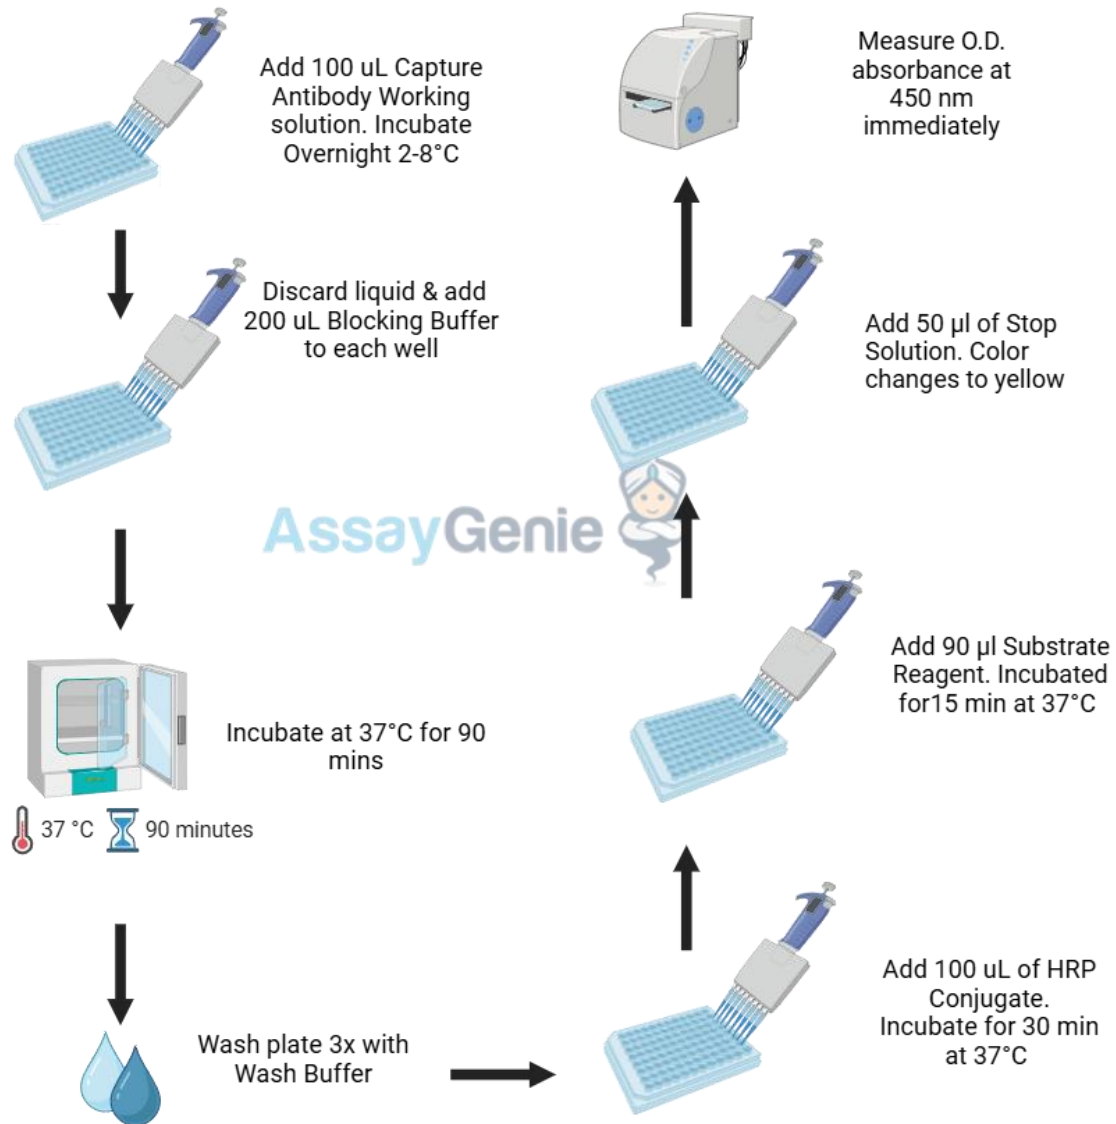 Add 100 uL Capture
Antibody Working
solution. Incubate
Overnight 2-8°C
Discard liquid & add
200 uL Blocking Buffer
to each well
Incubate at 37°C for 90
mins
37 °C
90 minutes
Wash plate 3x with
Wash Buffer
Add 100 uL of HRP
Conjugate.
Incubate for 30 min
at 37°C
Add 90 µl Substrate
Reagent. Incubated
for15 min at 37°C
Add 50 µl of Stop
Solution. Color
changes to yellow
Measure O.D.
absorbance at
450 nm
immediately
AssayGenie